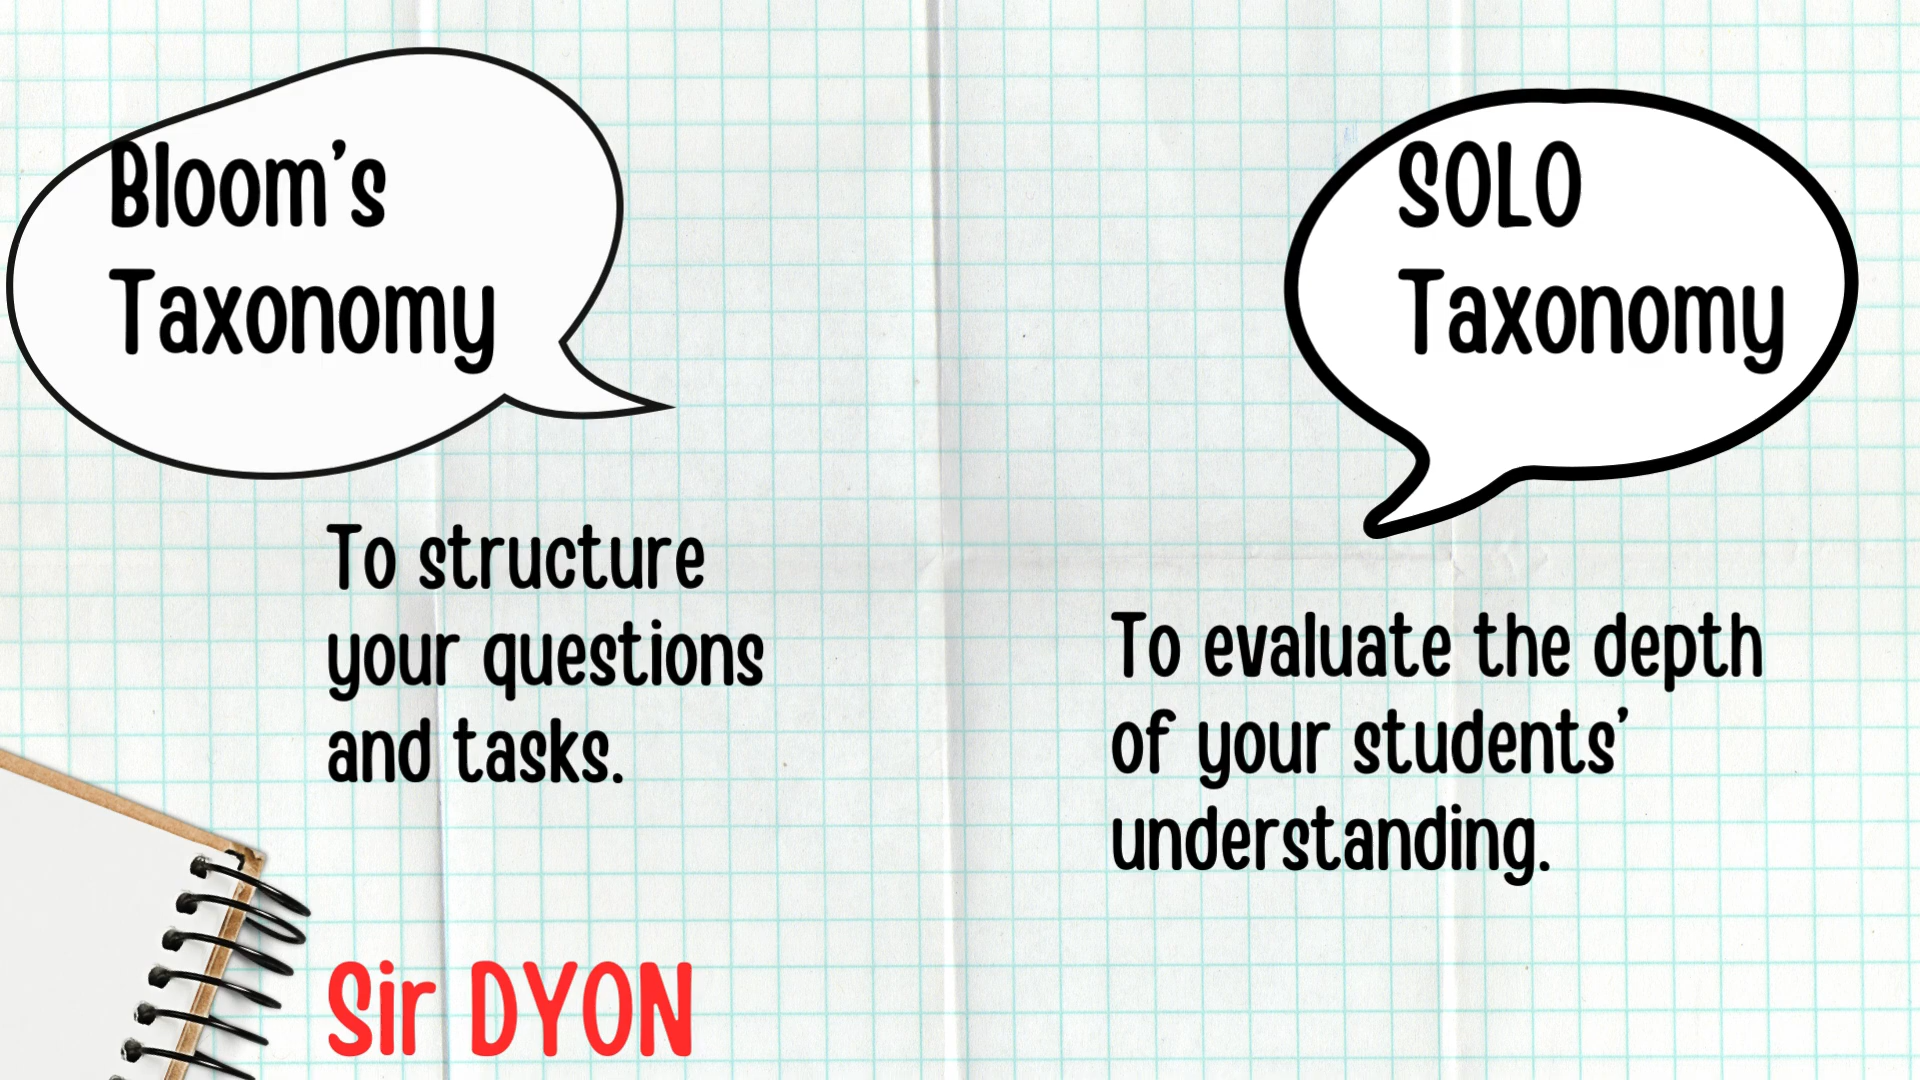 Bloom's
Taxonomy
To structure
your questions
and tasks.
SOLO
Taxonomy
To evaluate the depth
of your students'
understanding.
Sir DYON